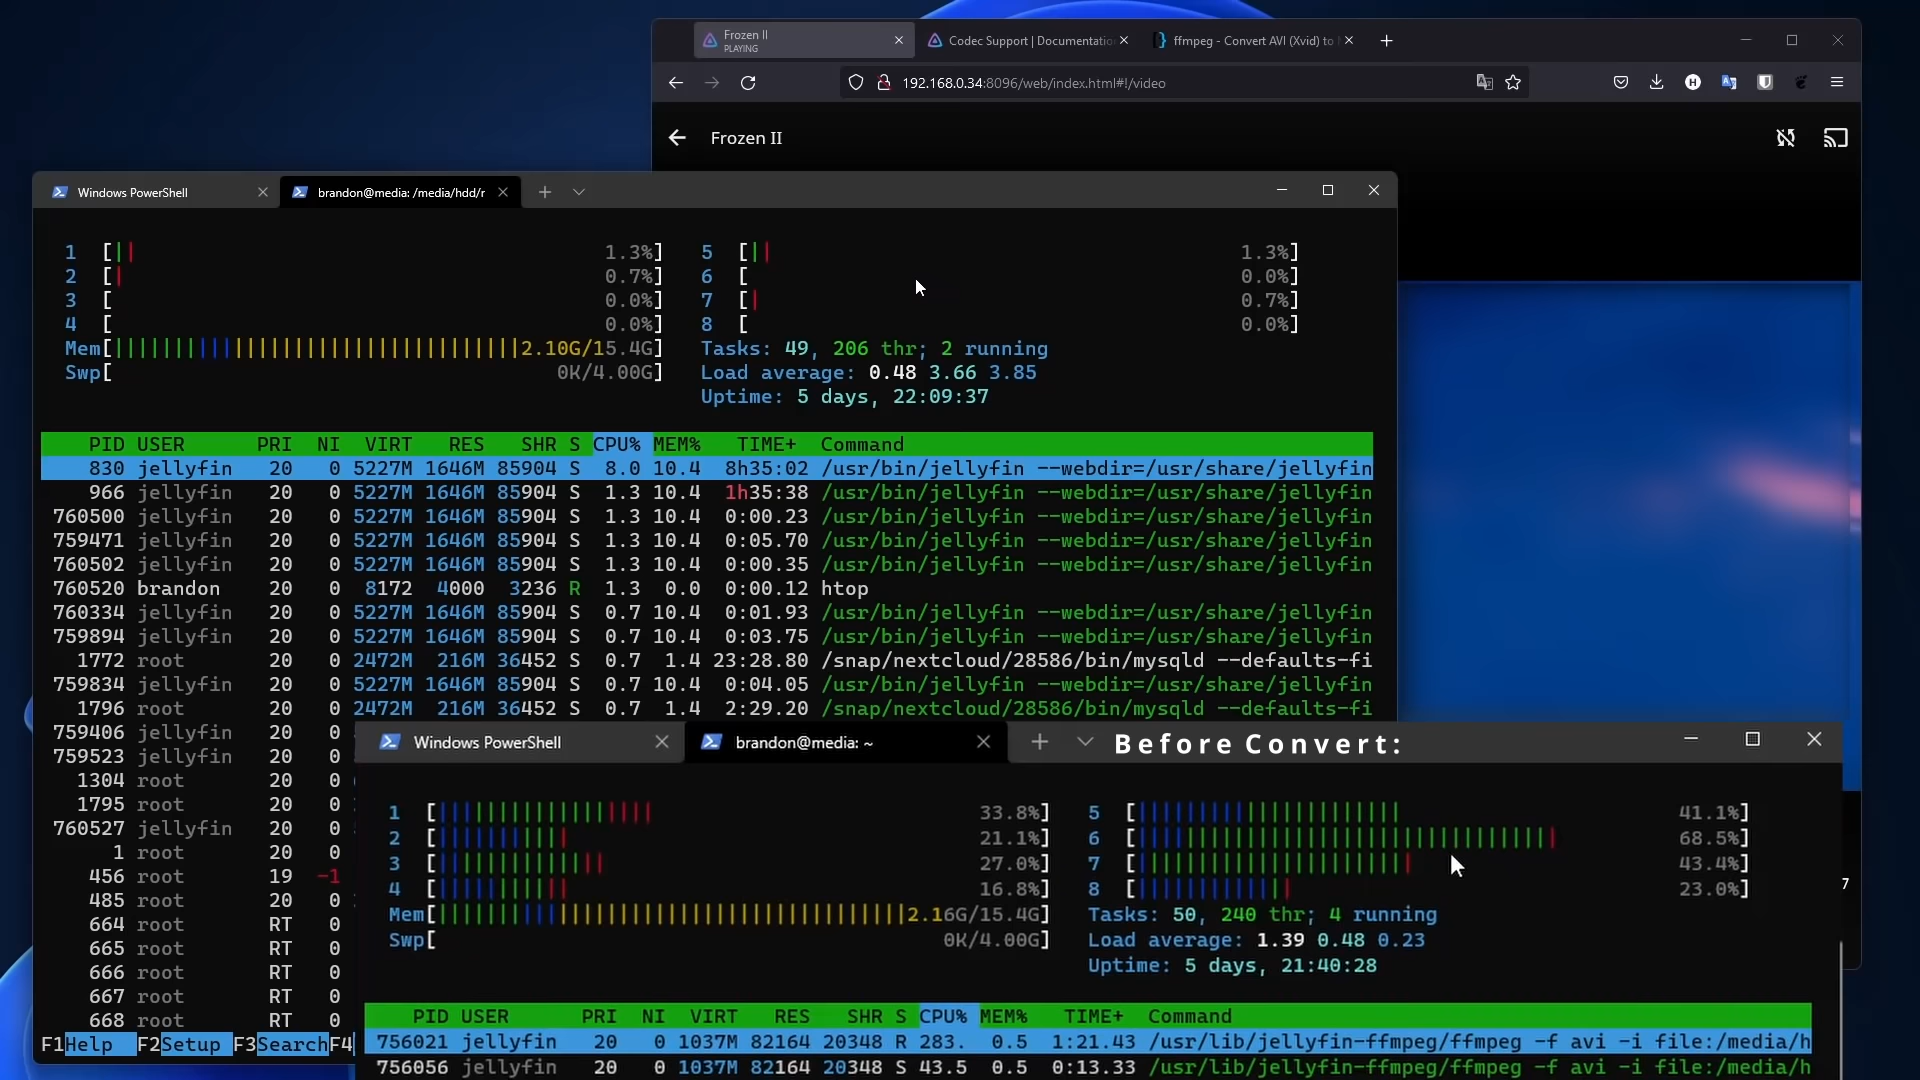 Frozen II
PLAYING
Codec Support | Documentatio
ffmpeg - Convert AVI (Xvid) to
192.168.0.34:8096/web/index.html#!/video
Frozen II
Windows PowerShell
brandon@media: /media/hdd/r
1 [|| 1.3%] 5 [|| 1.3%]
2 [| 0.7%] 6 [ 0.0%]
3 [ 0.0%] 7 [| 0.7%]
4 [ 0.0%] 8 [ 0.0%]
Mem[||||||||||||||||||||||||||||||||||2.10G/15.4G] Tasks: 49, 206 thr; 2 running
Swp[ 0K/4.00G] Load average: 0.48 3.66 3.85
Uptime: 5 days, 22:09:37
PID USER PRI NI VIRT RES SHR S CPU% MEM% TIME+ Command
830 jellyfin 20 0 5227M 1646M 85904 S 8.0 10.4 8h35:02 /usr/bin/jellyfin --webdir=/usr/share/jellyfin
966 jellyfin 20 0 5227M 1646M 85904 S 1.3 10.4 1h35:38 /usr/bin/jellyfin --webdir=/usr/share/jellyfin
760500 jellyfin 20 0 5227M 1646M 85904 S 1.3 10.4 0:00.23 /usr/bin/jellyfin --webdir=/usr/share/jellyfin
759471 jellyfin 20 0 5227M 1646M 85904 S 1.3 10.4 0:05.70 /usr/bin/jellyfin --webdir=/usr/share/jellyfin
760502 jellyfin 20 0 5227M 1646M 85904 S 1.3 10.4 0:00.35 /usr/bin/jellyfin --webdir=/usr/share/jellyfin
760520 brandon 20 0 8172 4000 3236 R 1.3 0.0 0:00.12 htop
760334 jellyfin 20 0 5227M 1646M 85904 S 0.7 10.4 0:01.93 /usr/bin/jellyfin --webdir=/usr/share/jellyfin
759894 jellyfin 20 0 5227M 1646M 85904 S 0.7 10.4 0:03.75 /usr/bin/jellyfin --webdir=/usr/share/jellyfin
1772 root 20 0 2472M 216M 36452 S 0.7 1.4 23:28.80 /snap/nextcloud/28586/bin/mysqld --defaults-fi
759834 jellyfin 20 0 5227M 1646M 85904 S 0.7 10.4 0:04.05 /usr/bin/jellyfin --webdir=/usr/share/jellyfin
1796 root 20 0 2472M 216M 36452 S 0.7 1.4 2:29.20 /snap/nextcloud/28586/bin/mysqld --defaults-fi
759406 jellyfin 20 0
759523 jellyfin 20 0
1304 root 20 0
1795 root 20 0
760527 jellyfin 20 0
1 root 20 0
456 root 19 -1
485 root 20 0
664 root RT 0
665 root RT 0
666 root RT 0
667 root RT 0
668 root RT 0
F1Help F2Setup F3SearchF4
Windows PowerShell
brandon@media: ~
Before Convert:
1 [|||||||||||||||||| 33.8%] 5 [|||||||||||||||||||||| 41.1%]
2 [||||||||||| 21.1%] 6 [||||||||||||||||||||||||||||||||||| 68.5%]
3 [|||||||||||||| 27.0%] 7 [||||||||||||||||||||||| 43.4%]
4 [||||||||||| 16.8%] 8 [||||||||||||| 23.0%]
Mem[||||||||||||||||||||||||||||||||||||||2.16G/15.4G] Tasks: 50, 240 thr; 4 running
Swp[ 0K/4.00G] Load average: 1.39 0.48 0.23
Uptime: 5 days, 21:40:28
PID USER PRI NI VIRT RES SHR S CPU% MEM% TIME+ Command
756021 jellyfin 20 0 1037M 82164 20348 R 283. 0.5 1:21.43 /usr/lib/jellyfin-ffmpeg/ffmpeg -f avi -i file:/media/h
756056 jellyfin 20 0 1037M 82164 20348 S 43.5 0.5 0:13.33 /usr/lib/jellyfin-ffmpeg/ffmpeg -f avi -i file:/media/h